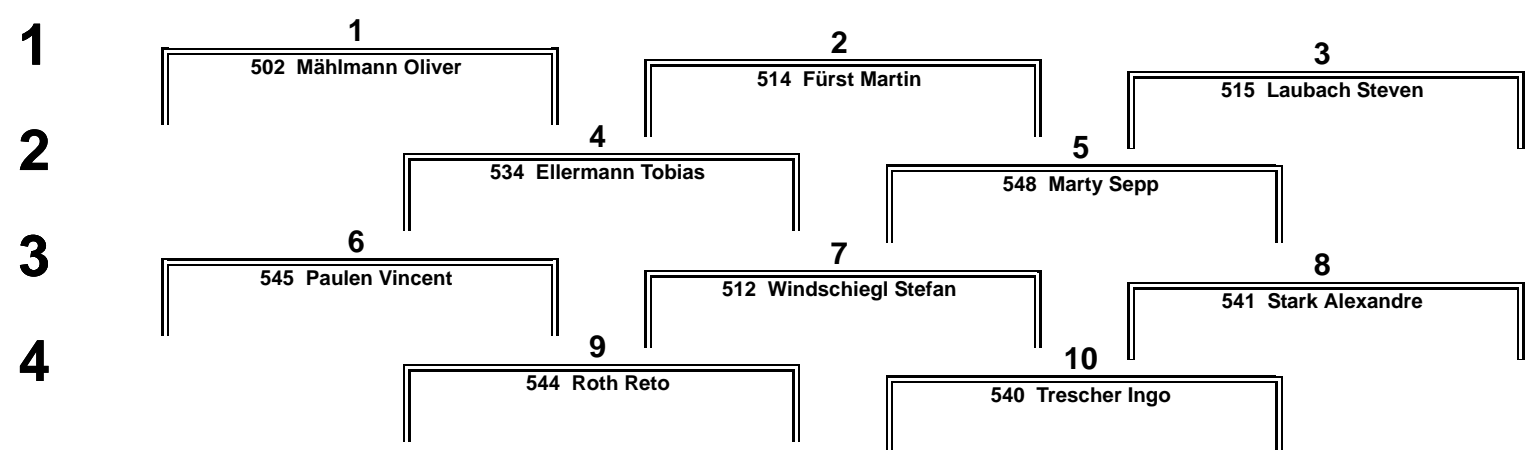 1
1
2
3
502 Mählmann Oliver
514 Fürst Martin
515 Laubach Steven
2
4
5
534 Ellermann Tobias
548 Marty Sepp
3
6
7
8
545 Paulen Vincent
512 Windschiegl Stefan
541 Stark Alexandre
4
9
10
544 Roth Reto
540 Trescher Ingo